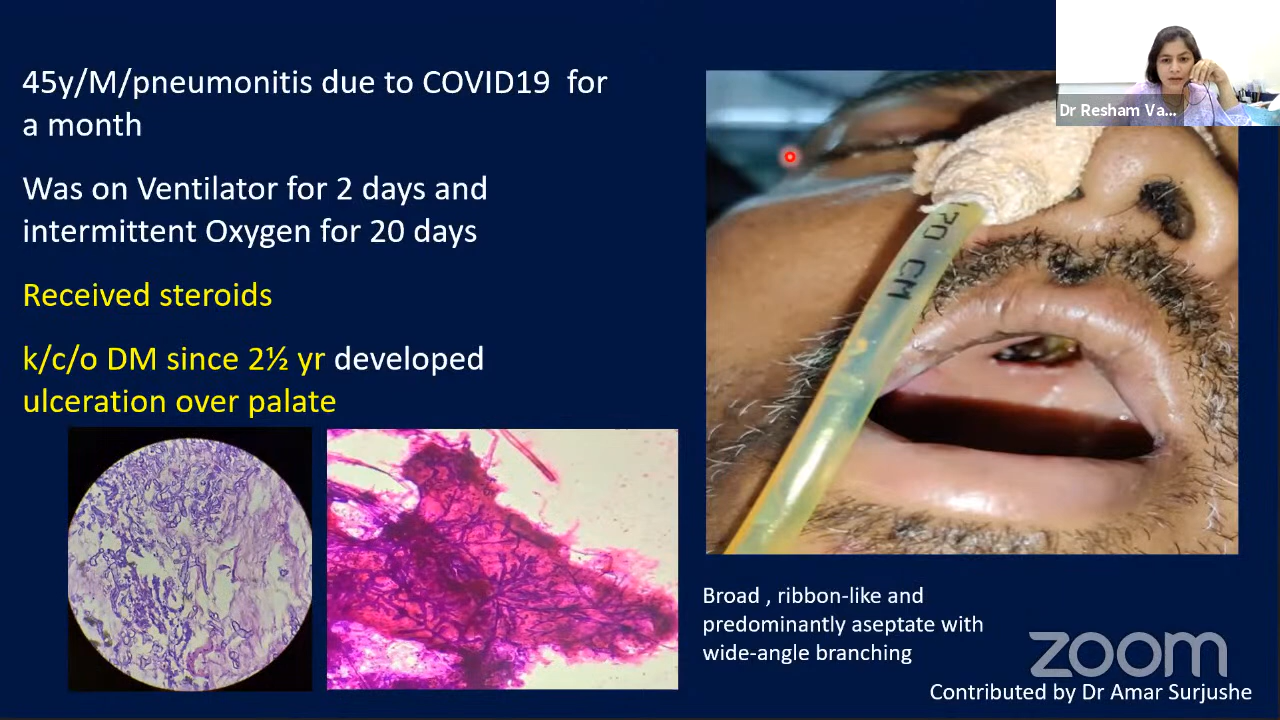 45y/M/pneumonitis due to COVID19 for
a month
Was on Ventilator for 2 days and
intermittent Oxygen for 20 days
Received steroids
k/c/o DM since 2½ yr developed
ulceration over palate
Dr Resham Va...
170 CM
Broad , ribbon-like and
predominantly aseptate with
wide-angle branching
zoom
Contributed by Dr Amar Surjushe